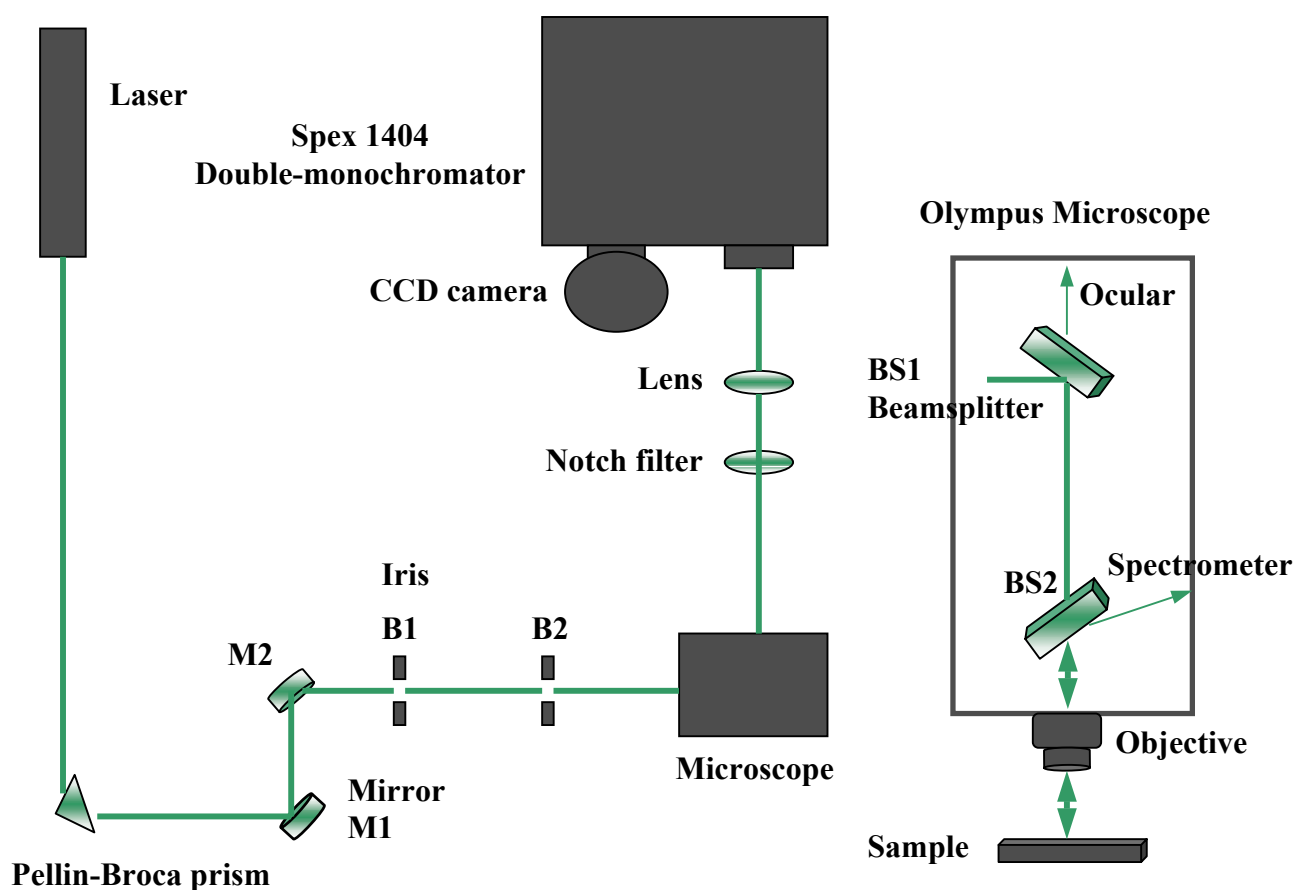 Laser
Spex 1404
Double-monochromator
CCD camera
Lens
Notch filter
Iris
B1
B2
M2
Mirror
M1
Microscope
Pellin-Broca prism
Olympus Microscope
Ocular
BS1
Beamsplitter
BS2
Spectrometer
Objective
Sample